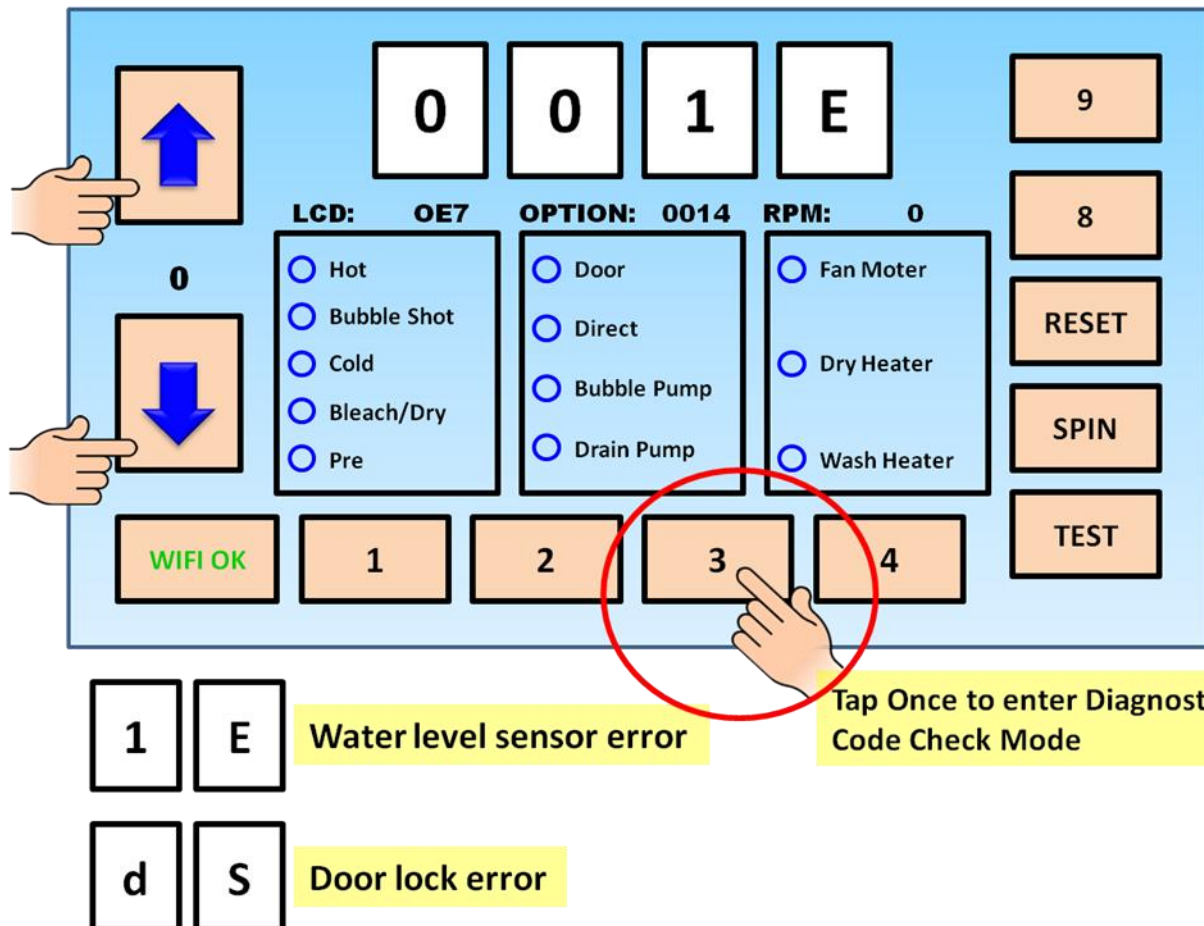 0 0 1 E
9
8
LCD: OE7 OPTION: 0014 RPM: 0
0
Hot
Bubble Shot
Cold
Bleach/Dry
Pre
Door
Direct
Bubble Pump
Drain Pump
Fan Moter
Dry Heater
Wash Heater
RESET
SPIN
TEST
WIFI OK 1 2 3 4
Tap Once to enter Diagnost
Code Check Mode
1 E Water level sensor error
d S Door lock error